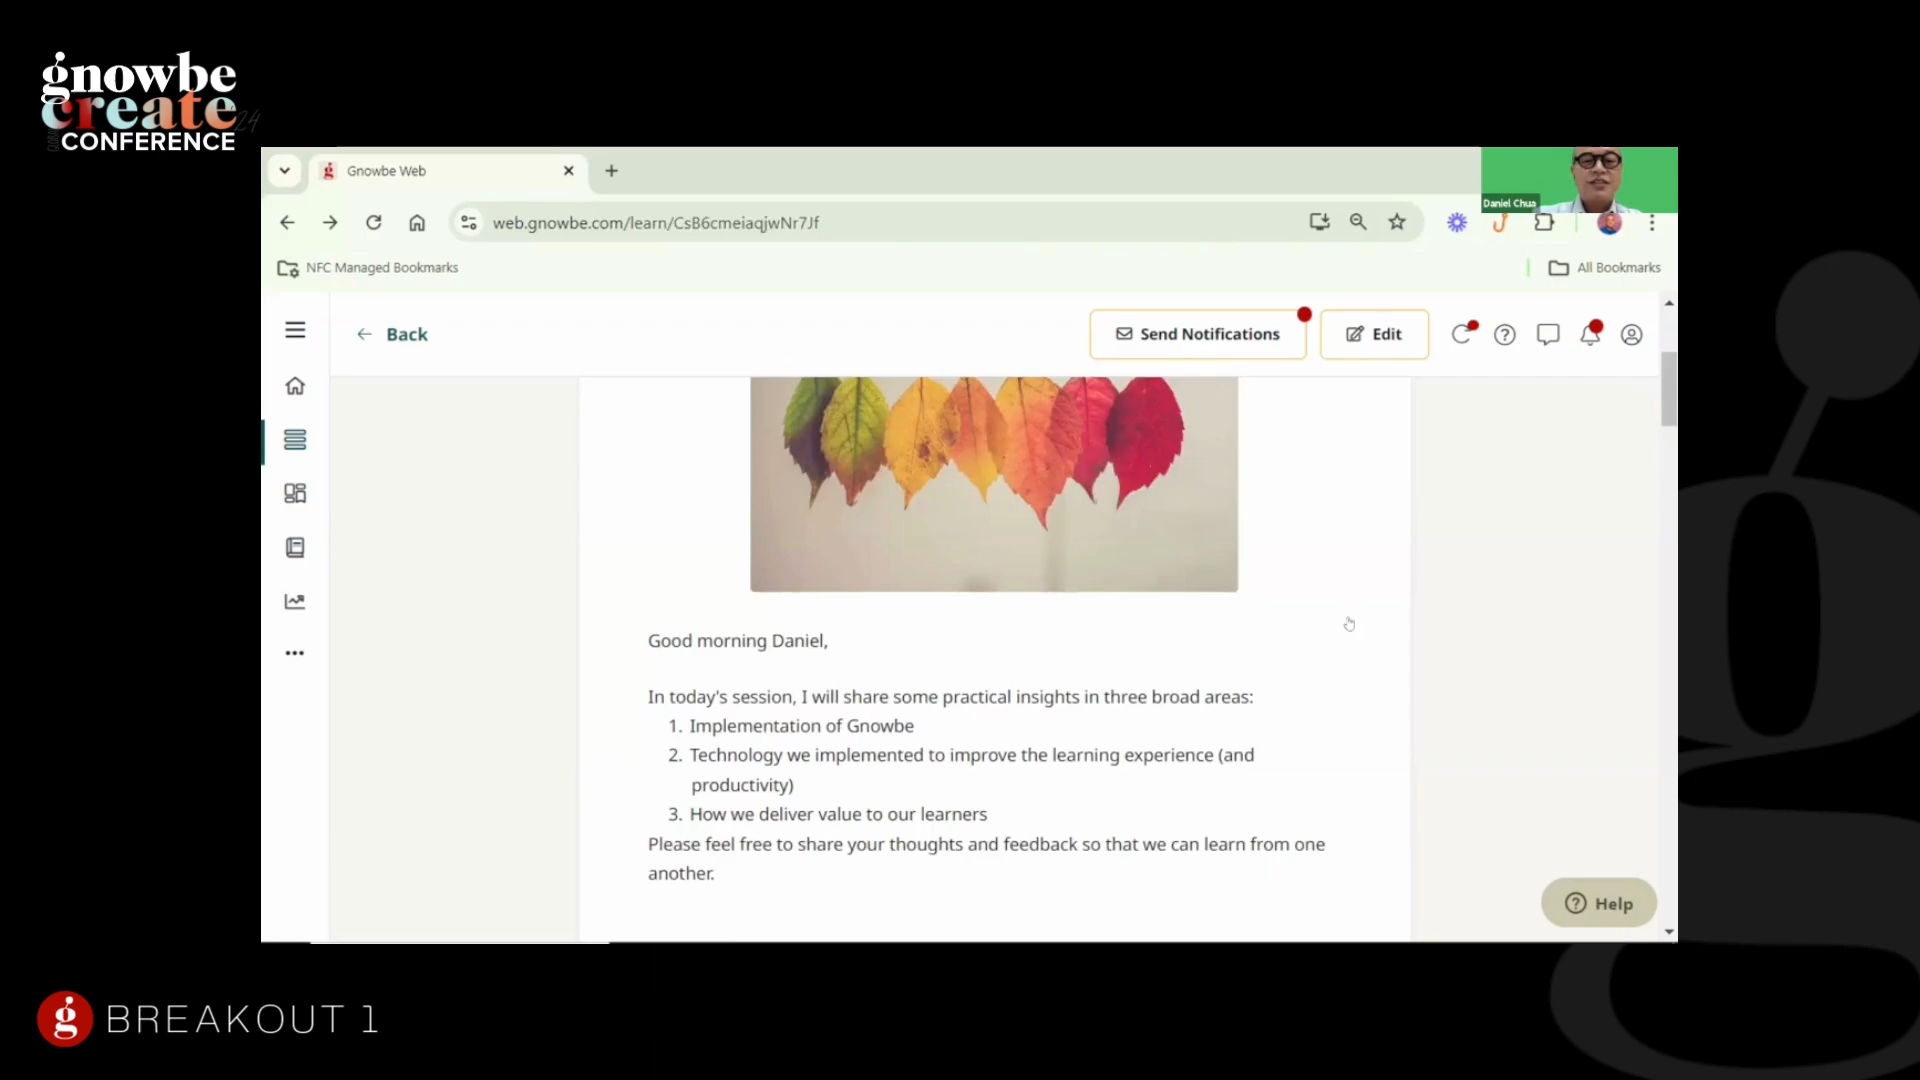 gnowbe
create '24
CONFERENCE
Gnowbe Web
Daniel Chua
web.gnowbe.com/learn/CsB6cmeiaqjwNr7Jf
NFC Managed Bookmarks
All Bookmarks
Back
Send Notifications
Edit
Good morning Daniel,
In today's session, I will share some practical insights in three broad areas:
1. Implementation of Gnowbe
2. Technology we implemented to improve the learning experience (and
productivity)
3. How we deliver value to our learners
Please feel free to share your thoughts and feedback so that we can learn from one
another.
Help
g BREAKOUT 1